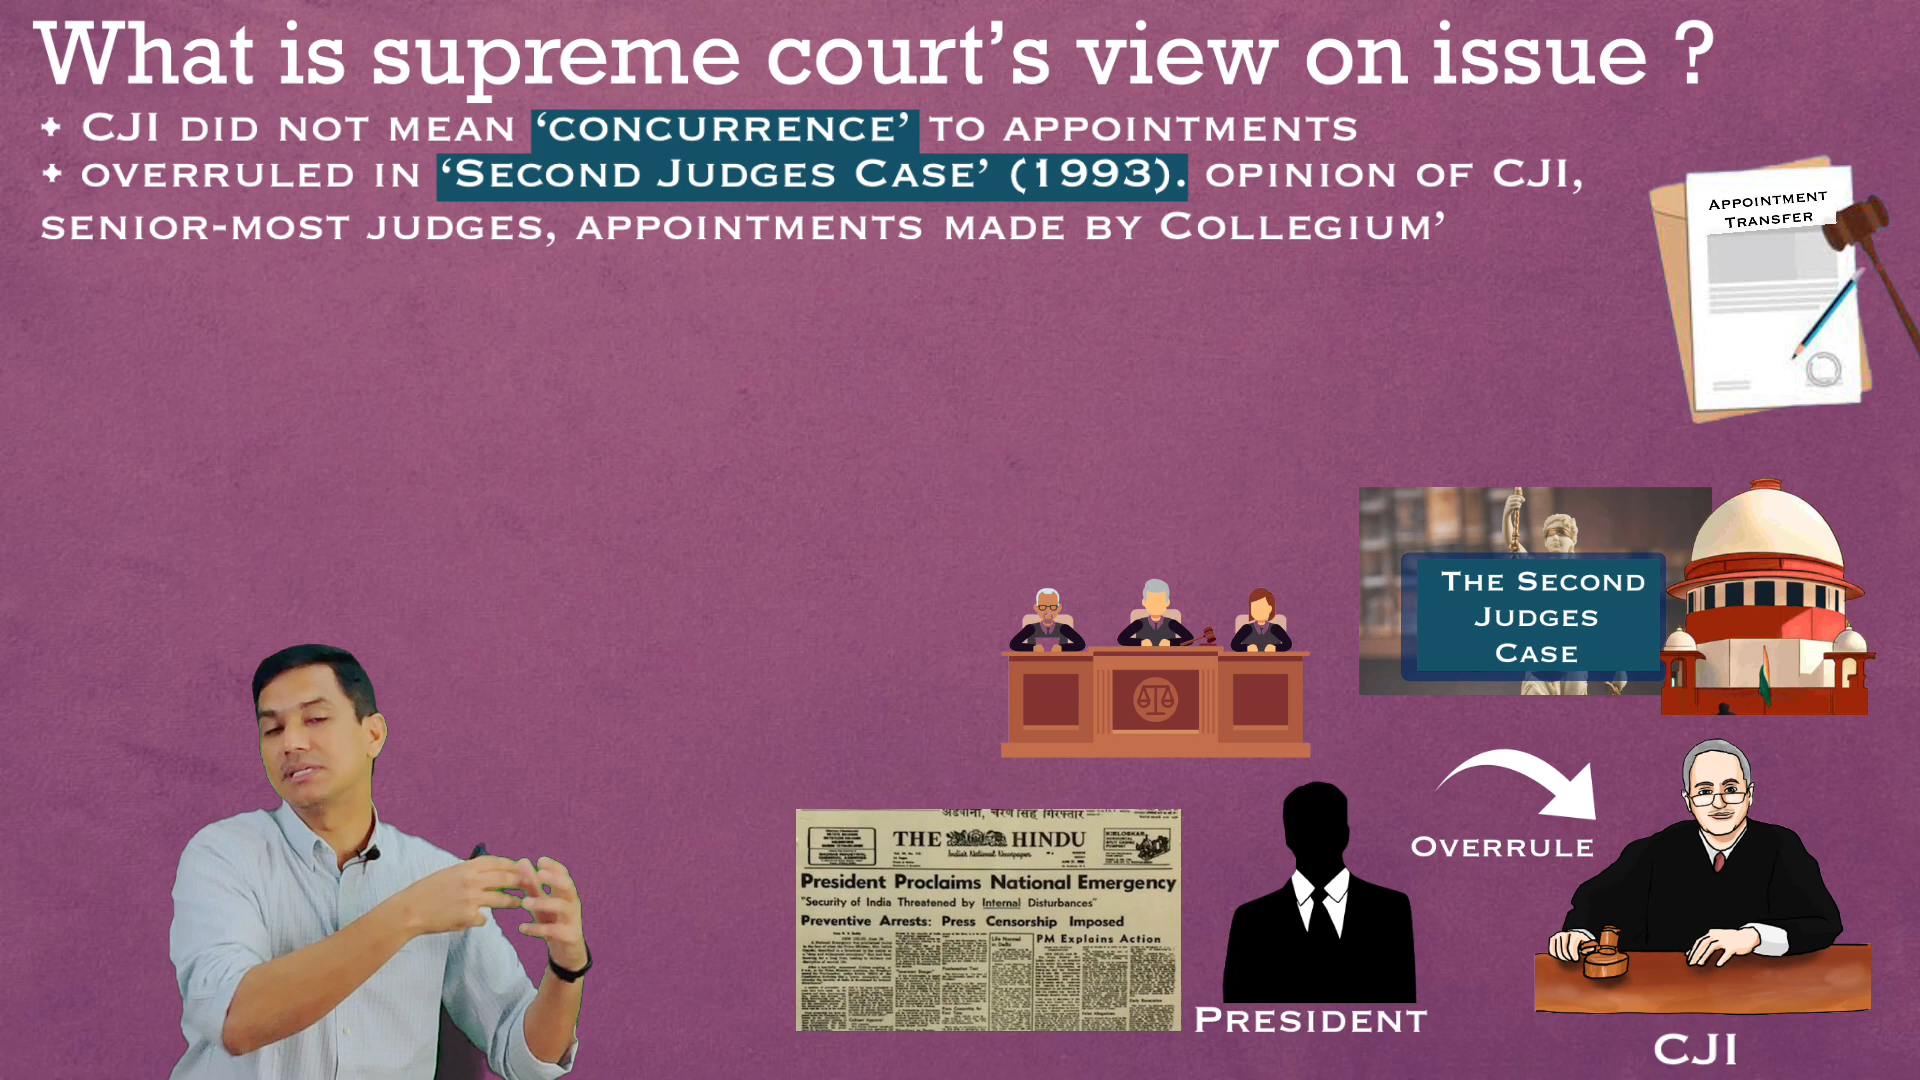 What is supreme court's view on issue ?
+ CJI DID NOT MEAN ‘CONCURRENCE’ TO APPOINTMENTS
+ OVERRULED IN ‘SECOND JUDGES CASE’ (1993). OPINION OF CJI,
SENIOR-MOST JUDGES, APPOINTMENTS MADE BY COLLEGIUM’
APPOINTMENT
TRANSFER
THE SECOND
JUDGES
CASE
OVERRULE
THE HINDU
India's National Newspaper
President Proclaims National Emergency
"Security of India Threatened by Internal Disturbances"
Preventive Arrests: Press Censorship Imposed
PM Explains Action
PRESIDENT
CJI